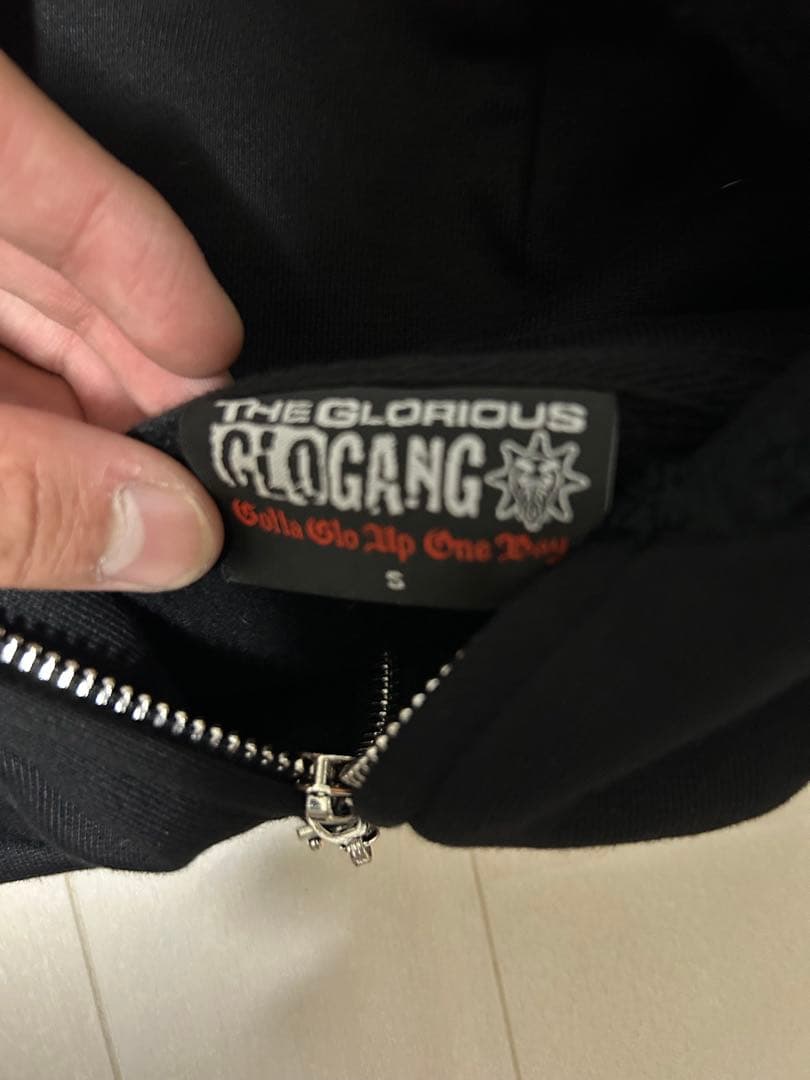 THE GLORIOUS
GLOGANG
Gotta Glo Up One Day
S